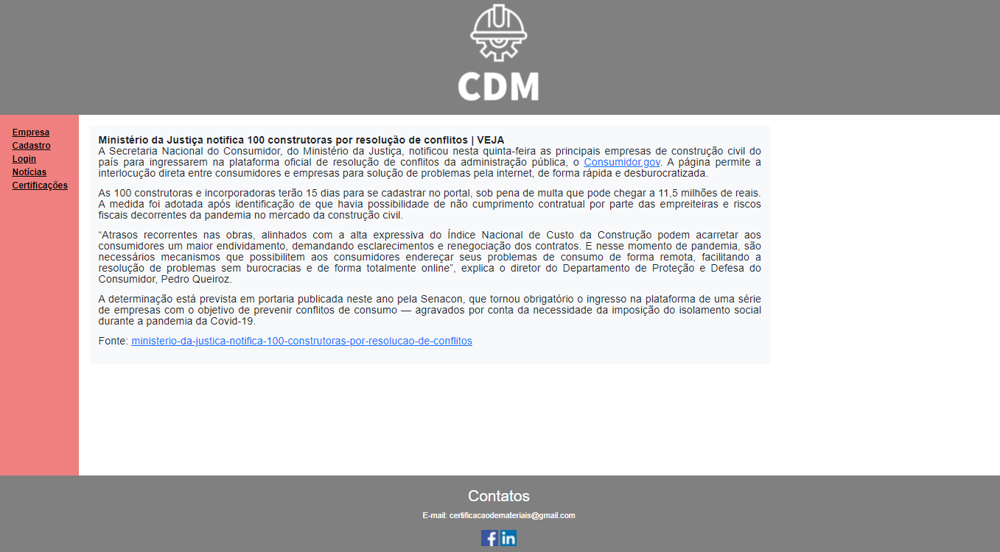 CDM
Empresa
Cadastro
Login
Notícias
Certificações
Ministério da Justiça notifica 100 construtoras por resolução de conflitos | VEJA
A Secretaria Nacional do Consumidor, do Ministério da Justiça, notificou nesta quinta-feira as principais empresas de construção civil do
país para ingressarem na plataforma oficial de resolução de conflitos da administração pública, o Consumidor.gov. A página permite a
interlocução direta entre consumidores e empresas para solução de problemas pela internet, de forma rápida e desburocratizada.
As 100 construtoras e incorporadoras terão 15 dias para se cadastrar no portal, sob pena de multa que pode chegar a 11,5 milhões de reais.
A medida foi adotada após identificação de que havia possibilidade de não cumprimento contratual por parte das empreiteiras e riscos
fiscais decorrentes da pandemia no mercado da construção civil.
“Atrasos recorrentes nas obras, alinhados com a alta expressiva do Índice Nacional de Custo da Construção podem acarretar aos
consumidores um maior endividamento, demandando esclarecimentos e renegociação dos contratos. E nesse momento de pandemia, são
necessários mecanismos que possibilitem aos consumidores endereçar seus problemas de consumo de forma remota, facilitando a
resolução de problemas sem burocracias e de forma totalmente online”, explica o diretor do Departamento de Proteção e Defesa do
Consumidor, Pedro Queiroz.
A determinação está prevista em portaria publicada neste ano pela Senacon, que tornou obrigatório o ingresso na plataforma de uma série
de empresas com o objetivo de prevenir conflitos de consumo — agravados por conta da necessidade da imposição do isolamento social
durante a pandemia da Covid-19.
Fonte: ministerio-da-justica-notifica-100-construtoras-por-resolucao-de-conflitos
Contatos
E-mail: certificacaodemateriais@gmail.com
f in